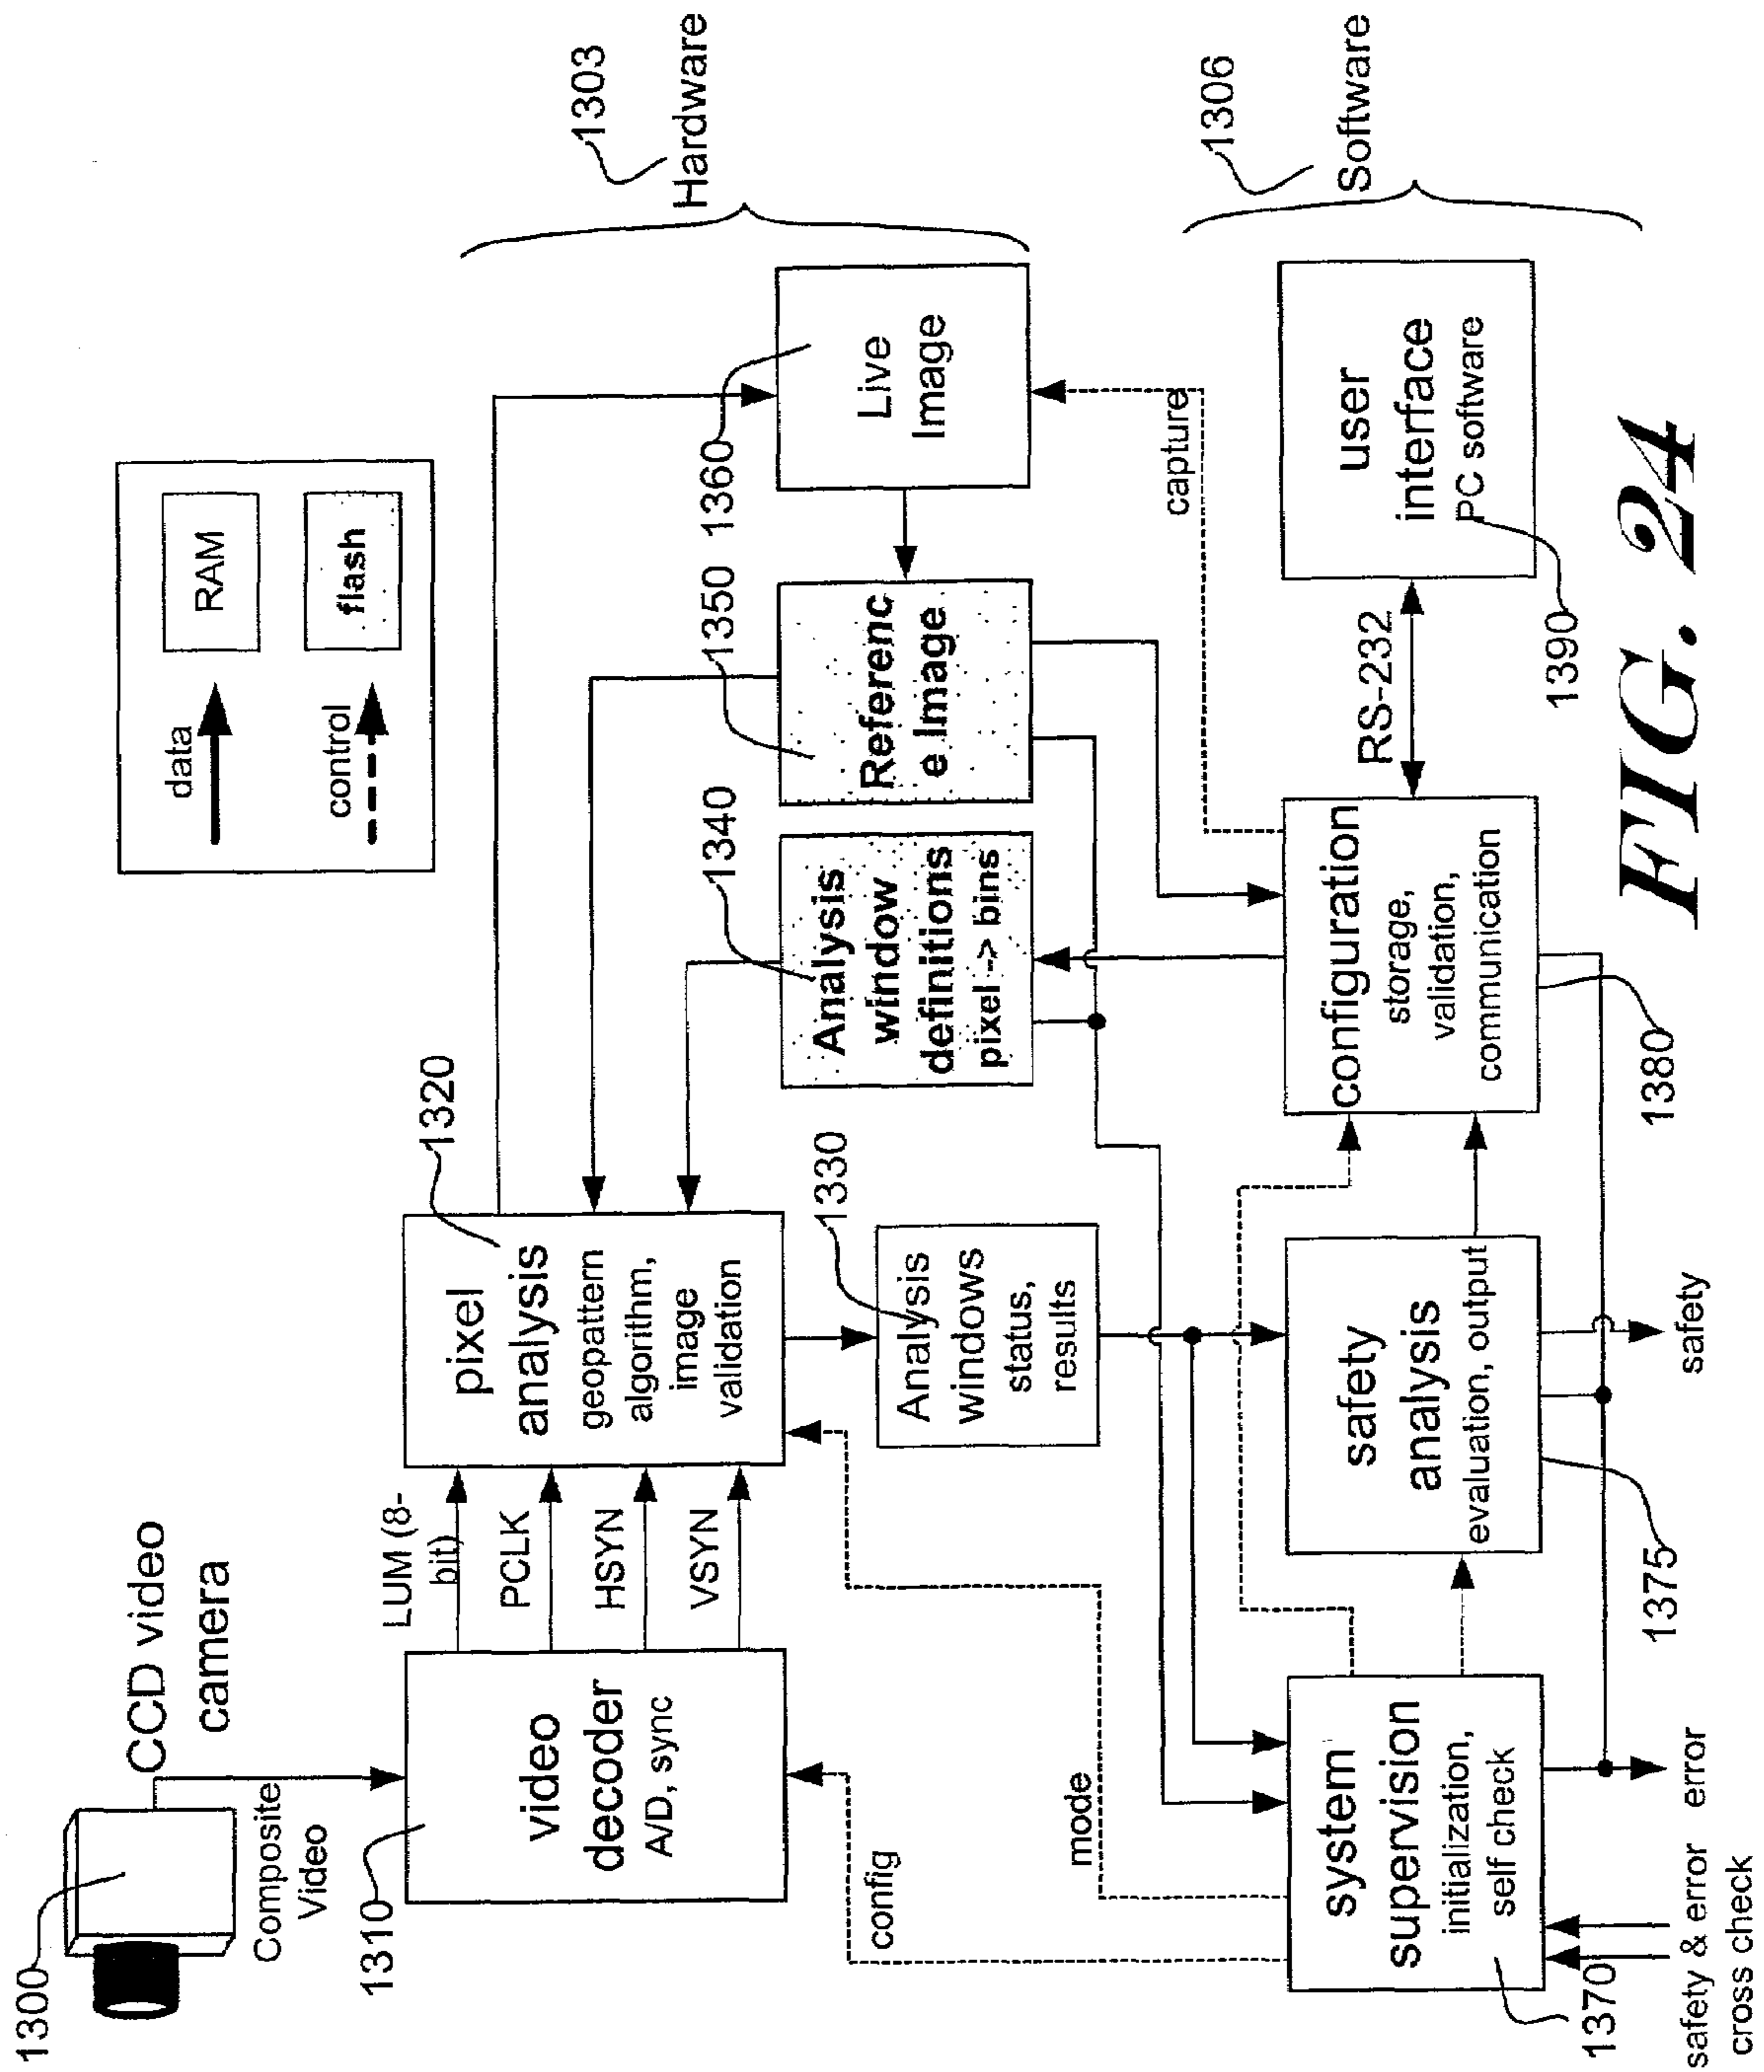 1300
CCD video
camera
Composite
Video
1310
video
decoder
A/D, sync
LUM (8-
bit)
PCLK
HSYN
VSYN
1320
pixel
analysis
geopattern
algorithm,
image
validation
data
RAM
control
flash
1303
Hardware
1330
Analysis
windows
status,
results
1340
Analysis
window
definitions
pixel -> bins
1350
Referenc
e Image
1360
Live
Image
config
mode
capture
1306
Software
system
supervision
initialization,
self check
1370
safety & error
cross check
error
safety
analysis
evaluation, output
1375
safety
configuration
storage,
validation,
communication
1380
RS-232
user
interface
PC software
1390
FIG. 24